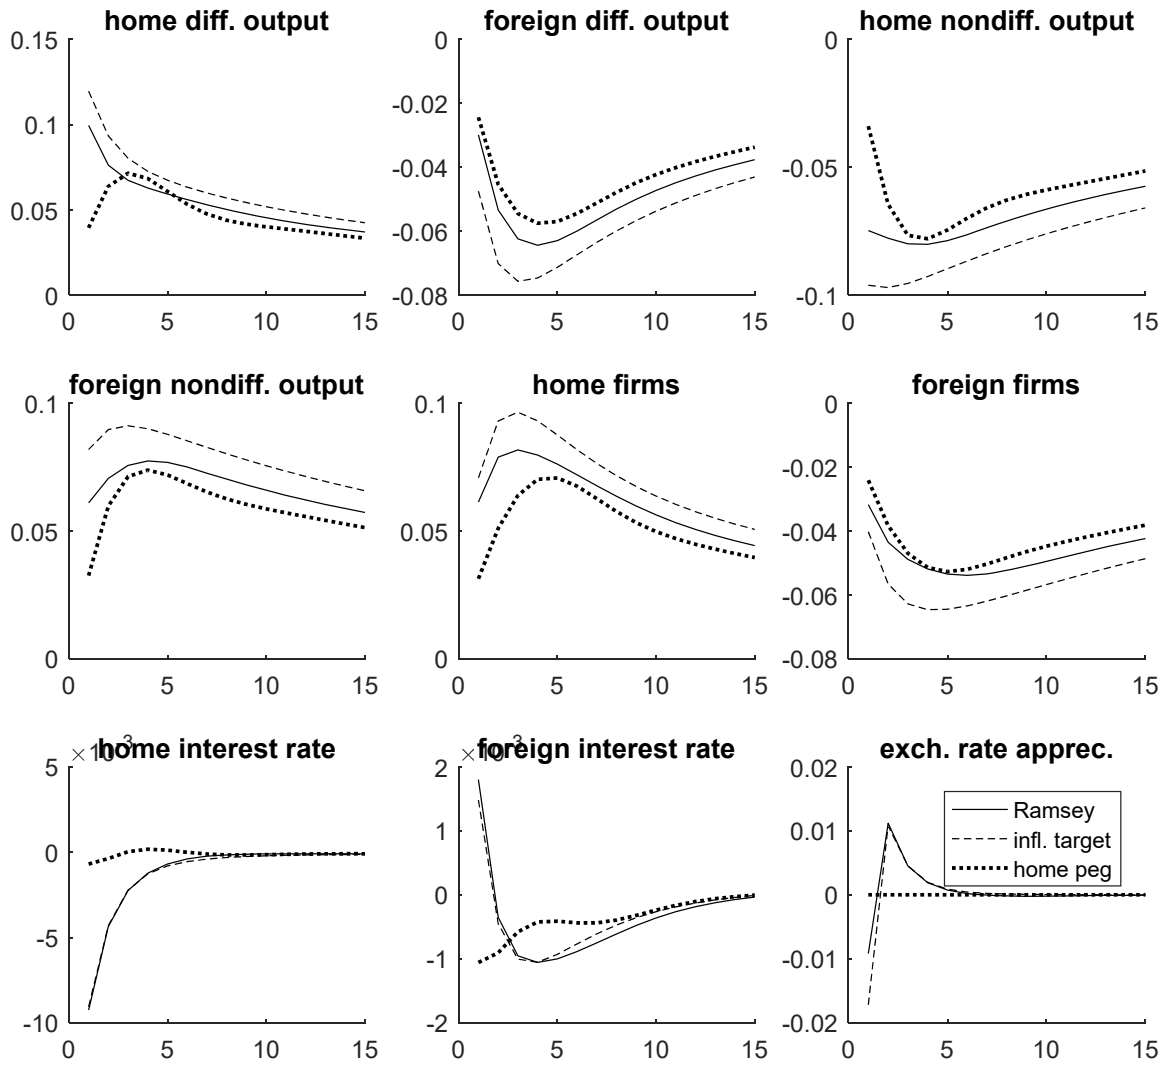 home diff. output
foreign diff. output
home nondiff. output
0.15
0.1
0.05
0
0 5 10 15
0
-0.02
-0.04
-0.06
-0.08
0 5 10 15
0
-0.05
-0.1
0 5 10 15
foreign nondiff. output
home firms
foreign firms
0.1
0.05
0
0 5 10 15
0.1
0.05
0
0 5 10 15
0
-0.02
-0.04
-0.06
-0.08
0 5 10 15
×10⁻³
home interest rate
×10⁻³
foreign interest rate
exch. rate apprec.
5
0
-5
-10
0 5 10 15
2
1
0
-1
-2
0 5 10 15
0.02
0.01
0
-0.01
-0.02
0 5 10 15
Ramsey
infl. target
home peg